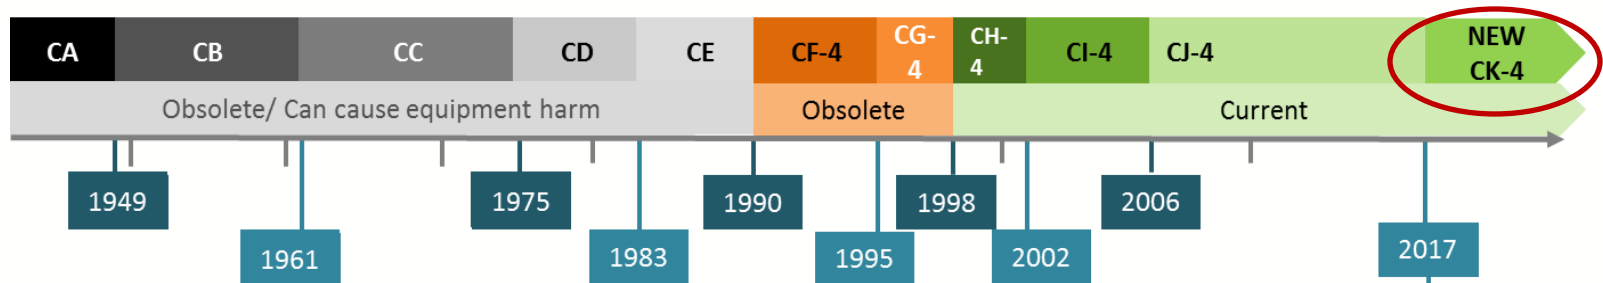 CA CB CC CD CE CF-4 CG-
4 CH-
4 CI-4 CJ-4 NEW
CK-4
Obsolete/ Can cause equipment harm Obsolete Current
1949 1975 1990 1998 2006
1961 1983 1995 2002 2017